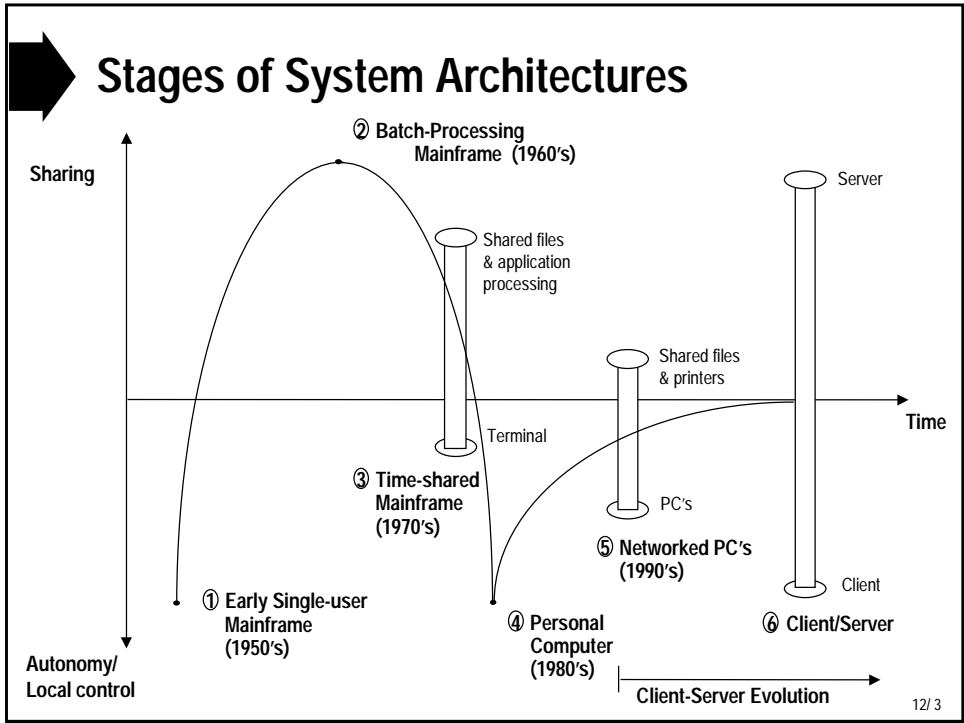 Stages of System Architectures
② Batch-Processing
Mainframe (1960's)
Sharing
Server
Shared files
& application
processing
Shared files
& printers
Time
Terminal
③ Time-shared
Mainframe
(1970's)
PC's
⑤ Networked PC's
(1990's)
Client
① Early Single-user
Mainframe
(1950's)
④ Personal
Computer
(1980's)
⑥ Client/Server
Autonomy/
Local control
Client-Server Evolution
12/ 3